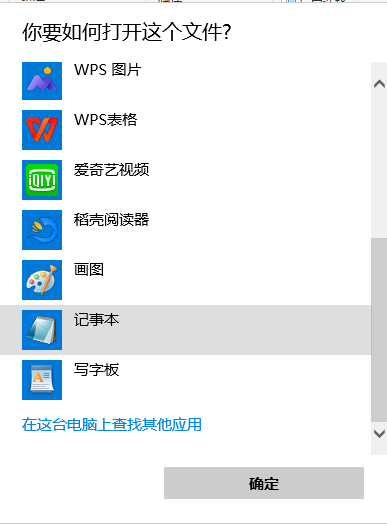 你要如何打开这个文件?
WPS 图片
WPS表格
QIYI
爱奇艺视频
稻壳阅读器
画图
记事本
A
写字板
在这台电脑上查找其他应用
确定